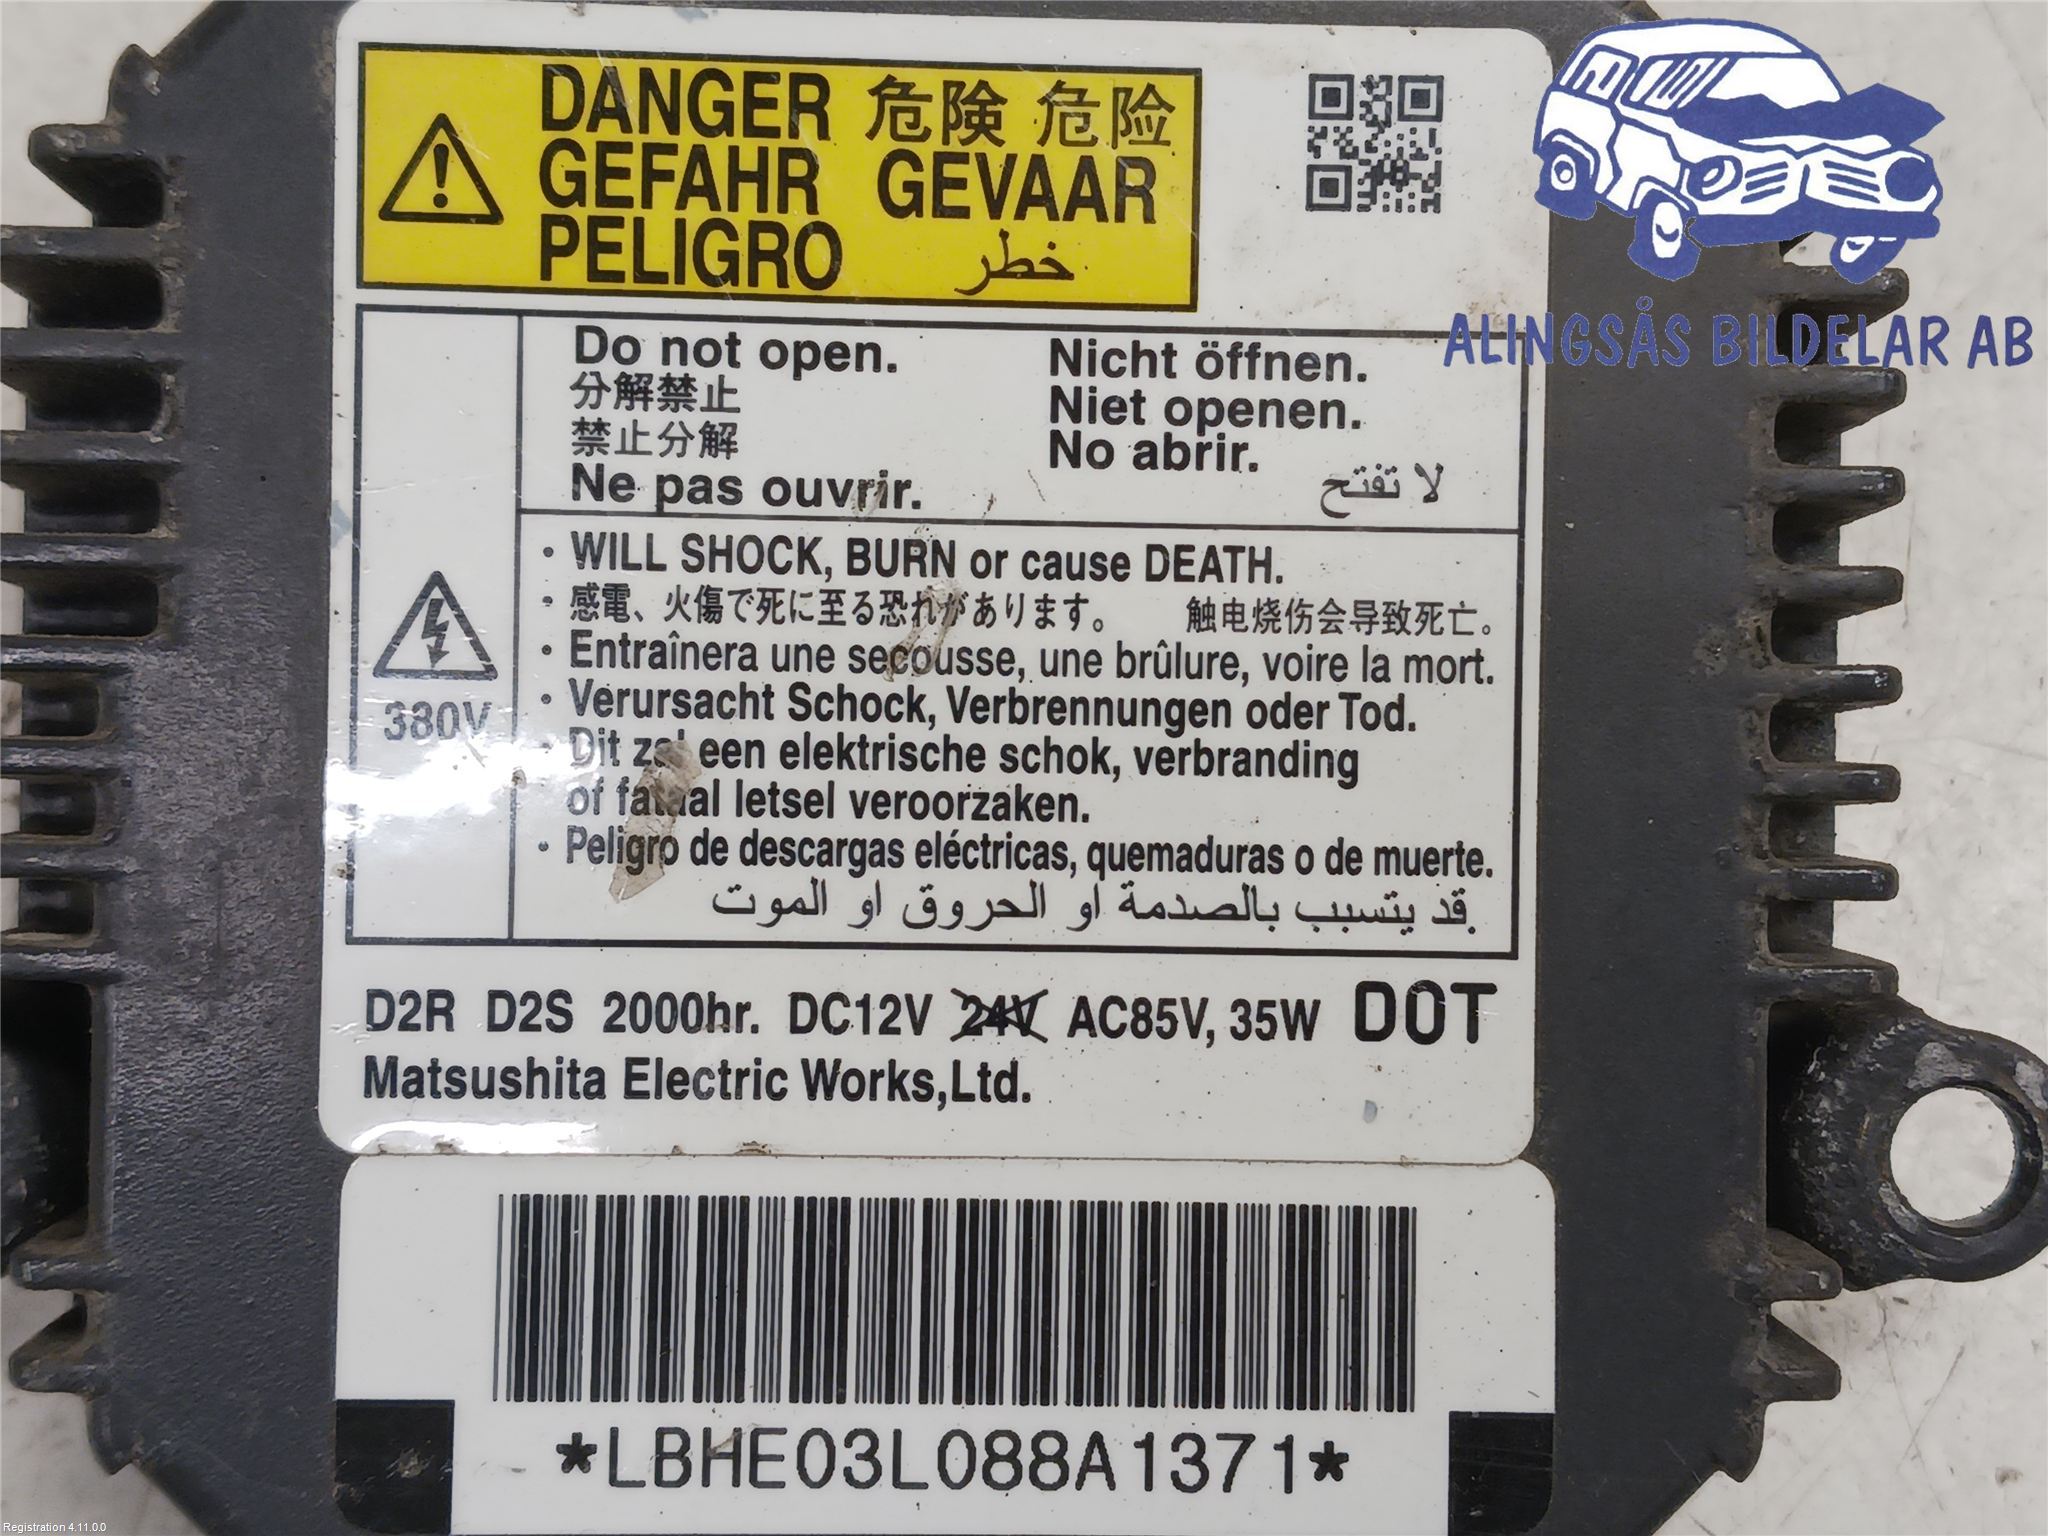 DANGER 危険 危险
GEFAHR GEVAAR
PELIGRO خطر
ALINGSÅS BILDELAR AB
Do not open.
分解禁止
禁止分解
Ne pas ouvrir.
Nicht öffnen.
Niet openen.
No abrir.
لا تفتح
380V
• WILL SHOCK, BURN or cause DEATH.
• 感電、火傷で死に至る恐れがあります。 触电烧伤会导致死亡。
• Entraînera une secousse, une brûlure, voire la mort.
• Verursacht Schock, Verbrennungen oder Tod.
• Dit zal een elektrische schok, verbranding
of fataal letsel veroorzaken.
• Peligro de descargas eléctricas, quemaduras o de muerte.
قد يتسبب بالصدمة او الحروق او الموت.
D2R D2S 2000hr. DC12V 24V AC85V, 35W DOT
Matsushita Electric Works,Ltd.
*LBHE03L088A1371*
Registration 4.11.0.0